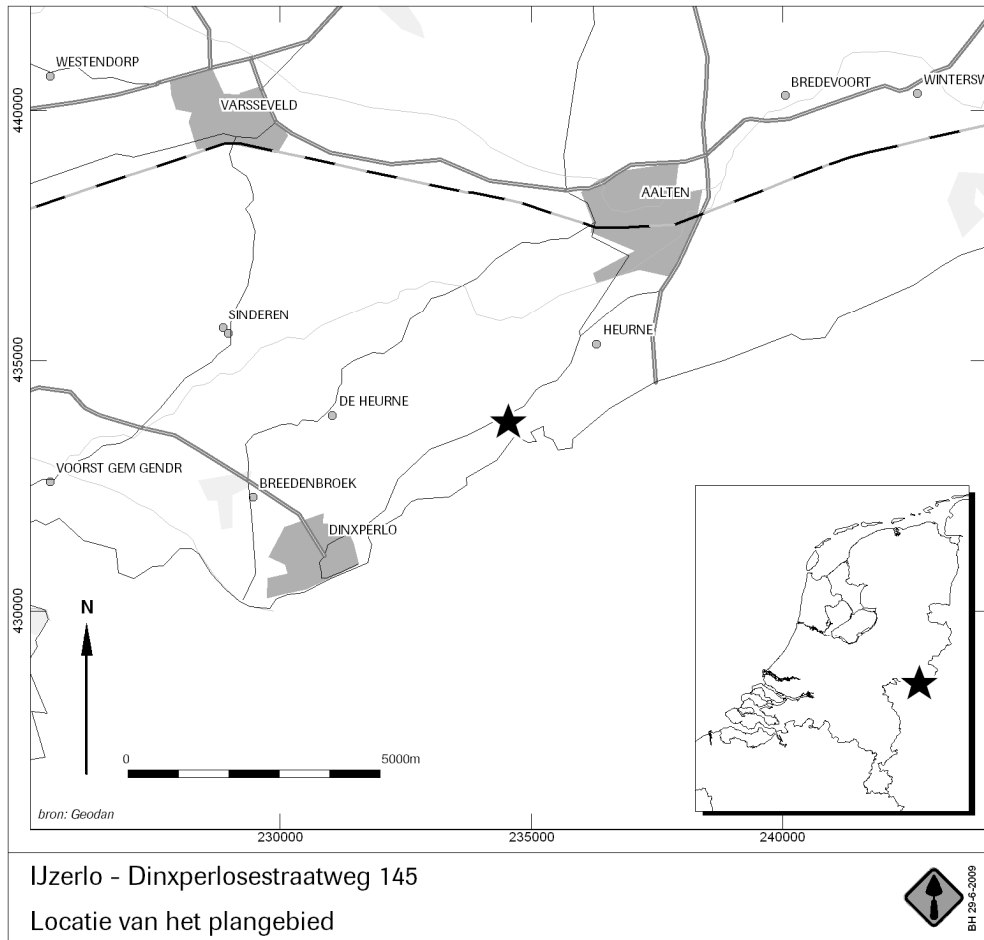 WESTENDORP
VARSSEVELD
BREDEVOORT
WINTERSW
440000
AALTEN
SINDEREN
HEURNE
435000
DE HEURNE
VOORST GEM GENDR
BREEDENBROEK
DINXPERLO
N
430000
0
5000m
bron: Geodan
230000
235000
240000
IJzerlo - Dinxperlosestraatweg 145
Locatie van het plangebied
BH 29-6-2009